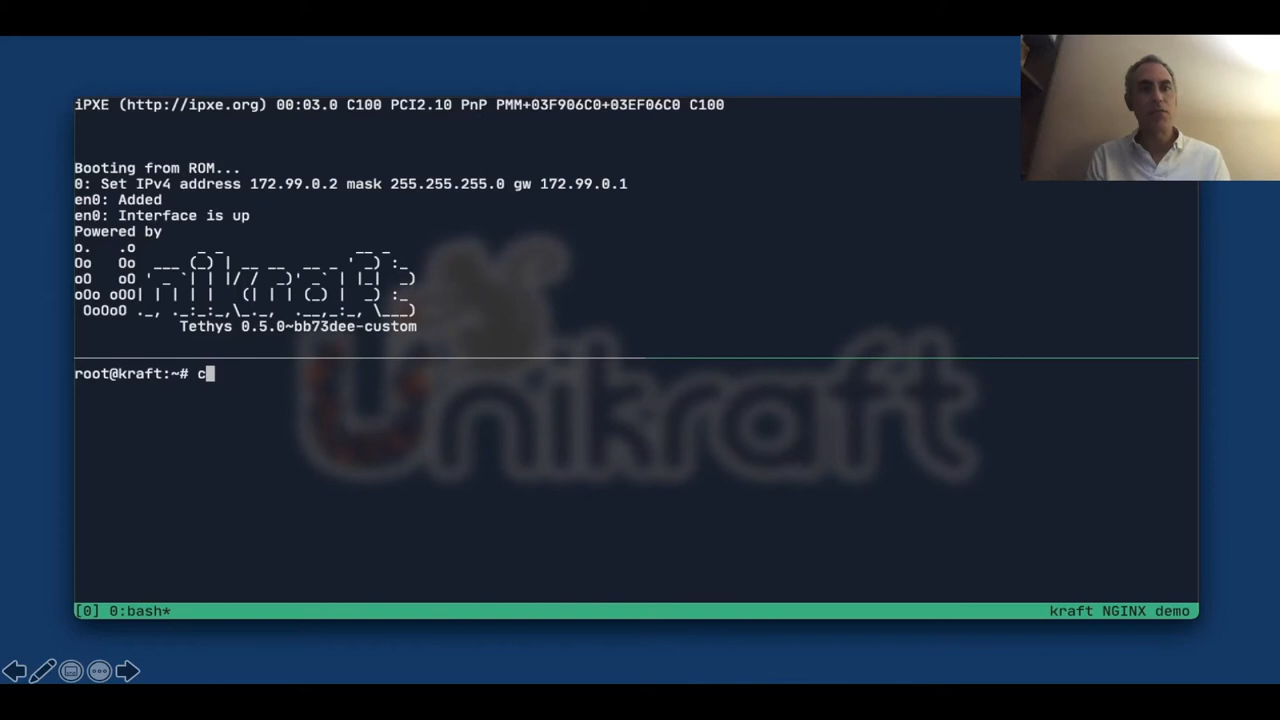 iPXE (http://ipxe.org) 00:03.0 C100 PCI2.10 PnP PMM+03F906C0+03EF06C0 C100
Booting from ROM...
0: Set IPv4 address 172.99.0.2 mask 255.255.255.0 gw 172.99.0.1
en0: Added
en0: Interface is up
Powered by
Unikraft
Tethys 0.5.0~bb73dee-custom
root@kraft:~# c
Unikraft
[0] 0:bash* kraft NGINX demo